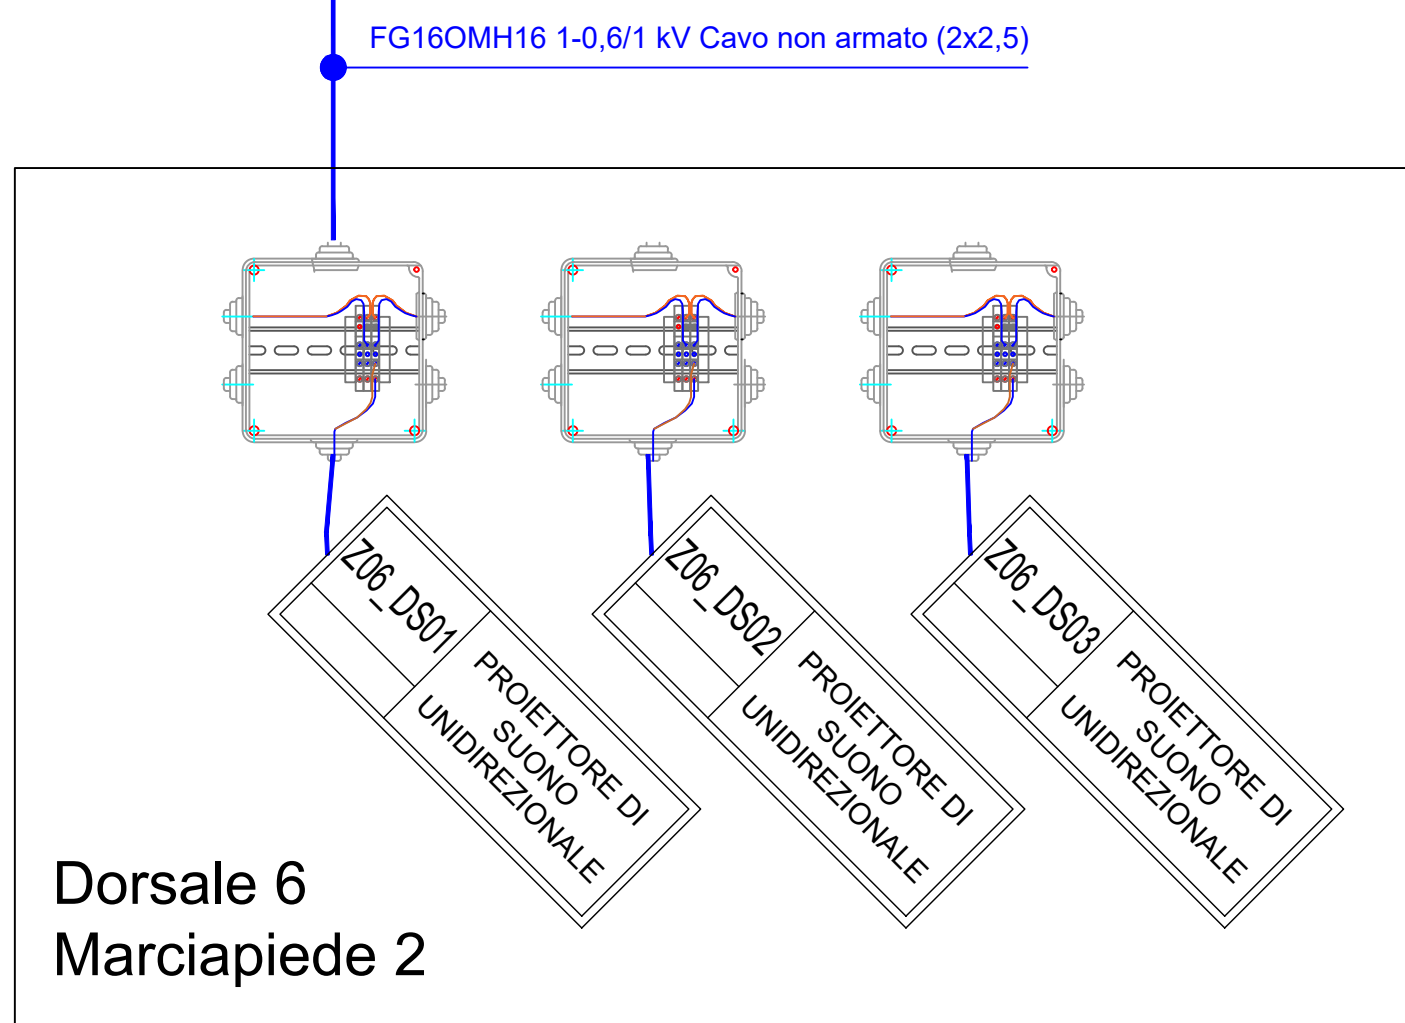 FG16OMH16 1-0,6/1 kV Cavo non armato (2x2,5)
Z06_DS01
PROIETTORE DI
SUONO
UNIDIREZIONALE
Z06_DS02
PROIETTORE DI
SUONO
UNIDIREZIONALE
Z06_DS03
PROIETTORE DI
SUONO
UNIDIREZIONALE
Dorsale 6
Marciapiede 2